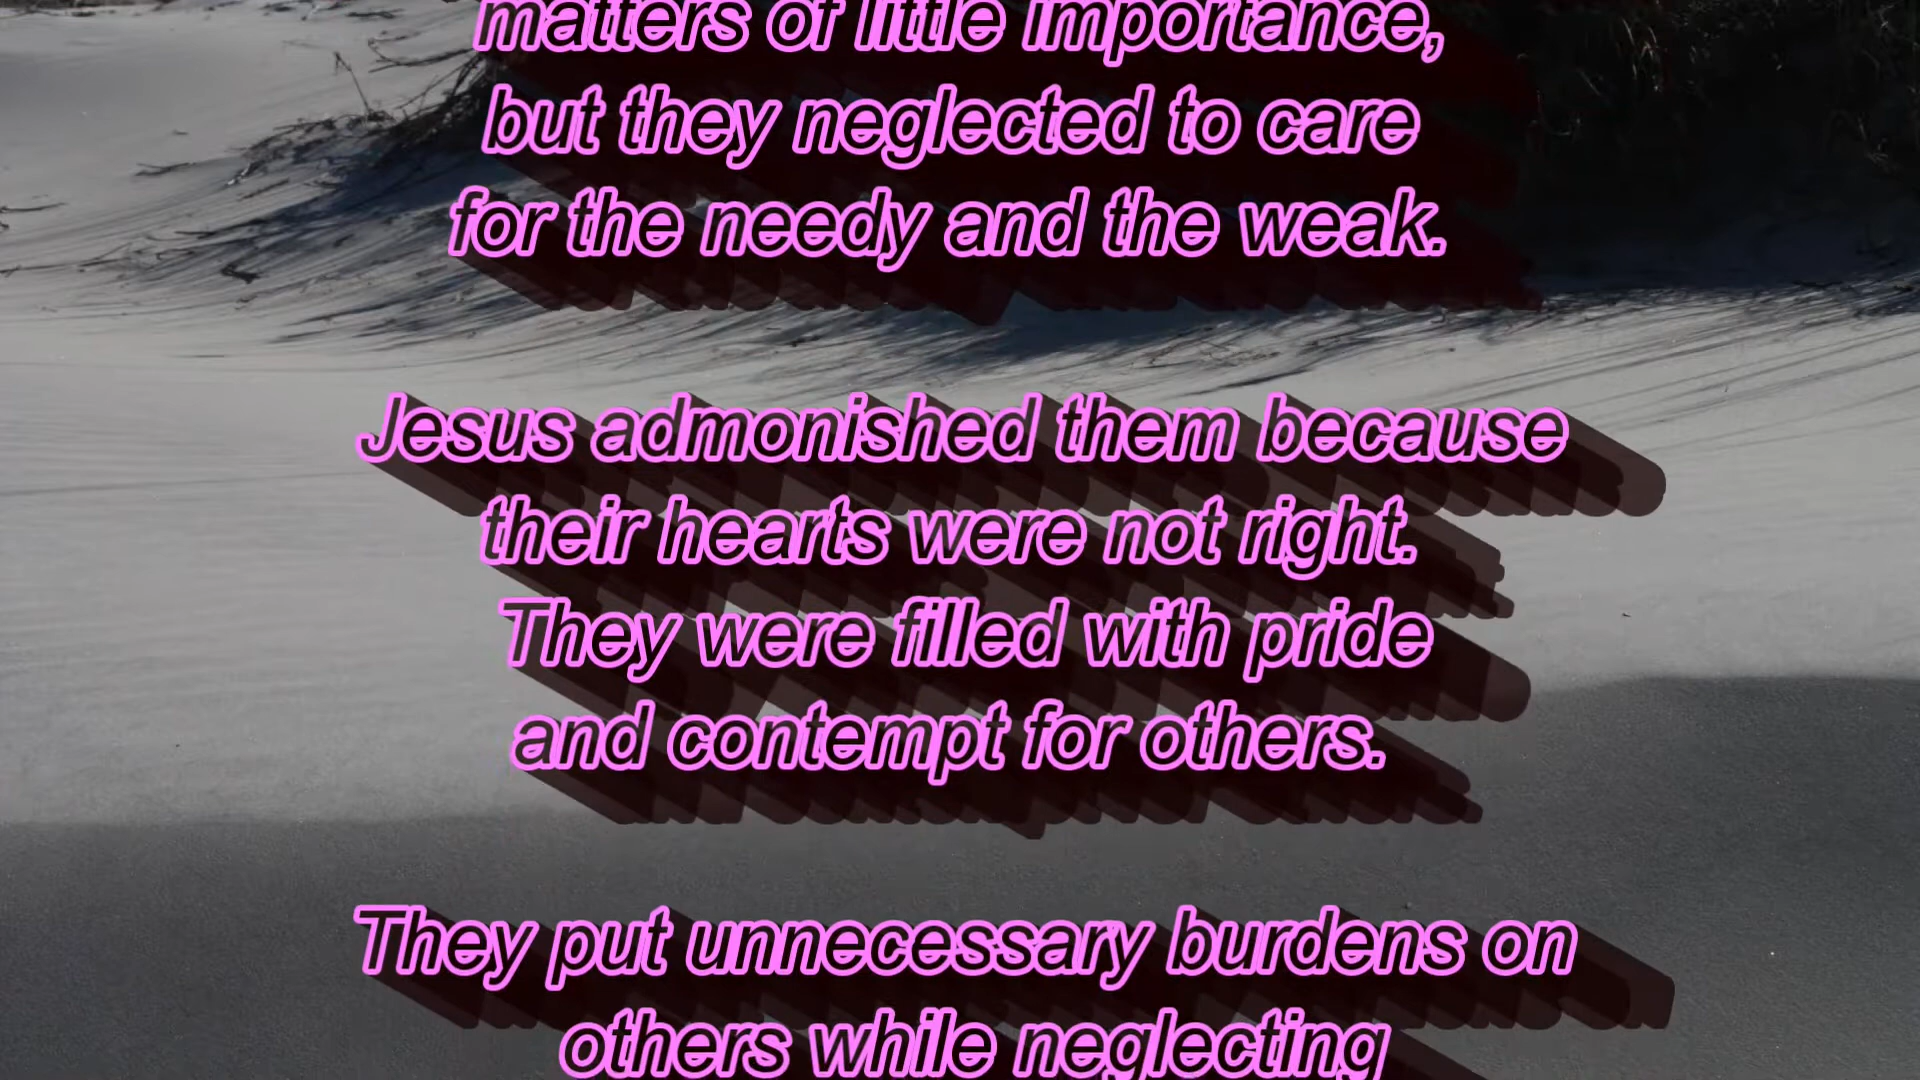 matters of little importance,
but they neglected to care
for the needy and the weak.
Jesus admonished them because
their hearts were not right.
They were filled with pride
and contempt for others.
They put unnecessary burdens on
others while neglecting